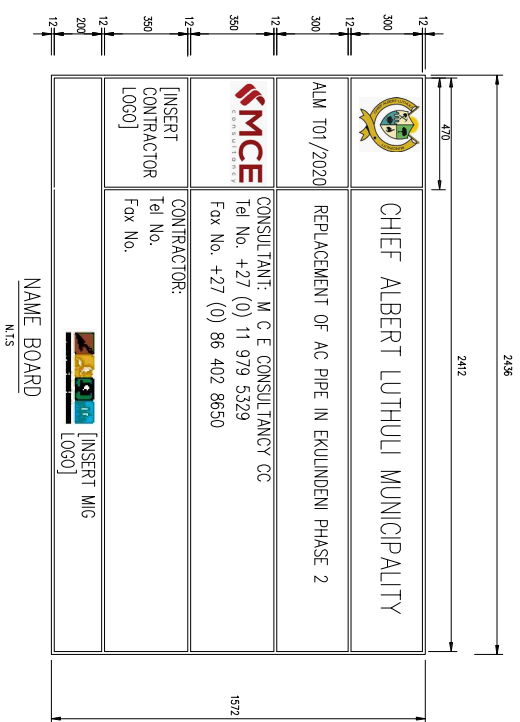 2436
2412
470
12
300
12
300
12
350
12
350
12
200
12
1572
CHIEF ALBERT LUTHULI MUNICIPALITY
ALM T01/2020
REPLACEMENT OF AC PIPE IN EKULINDENI PHASE 2
MCE
consultancy
CONSULTANT: M C E CONSULTANCY CC
Tel No. +27 (0) 11 979 5329
Fax No. +27 (0) 86 402 8650
[INSERT
CONTRACTOR
LOGO]
CONTRACTOR:
Tel No.
Fax No.
[INSERT MIG
LOGO]
NAME BOARD
N.T.S